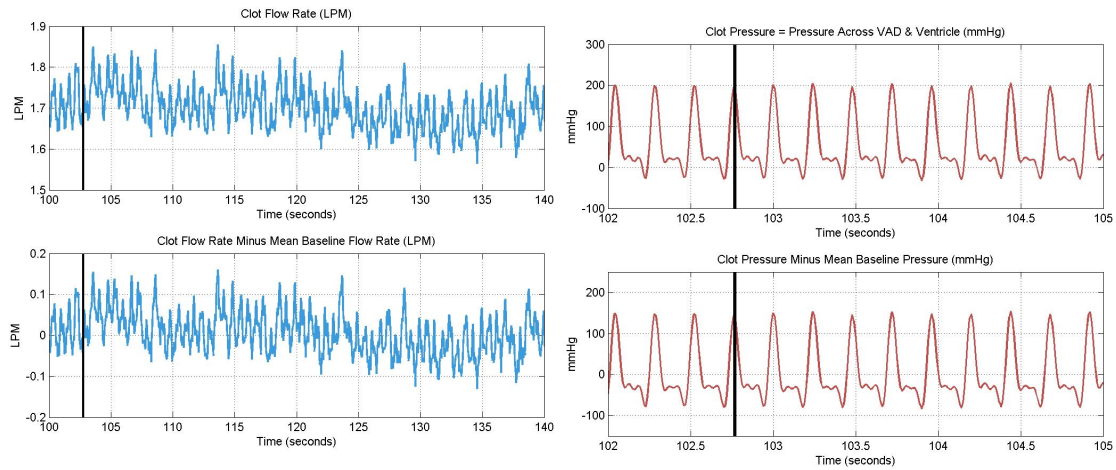 Clot Flow Rate (LPM)
1.9
1.8
1.7
1.6
1.5
LPM
100 105 110 115 120 125 130 135 140
Time (seconds)
Clot Flow Rate Minus Mean Baseline Flow Rate (LPM)
0.2
0.1
0
-0.1
-0.2
LPM
100 105 110 115 120 125 130 135 140
Time (seconds)
Clot Pressure = Pressure Across VAD & Ventricle (mmHg)
300
200
100
0
-100
mmHg
102 102.5 103 103.5 104 104.5 105
Time (seconds)
Clot Pressure Minus Mean Baseline Pressure (mmHg)
200
100
0
-100
mmHg
102 102.5 103 103.5 104 104.5 105
Time (seconds)